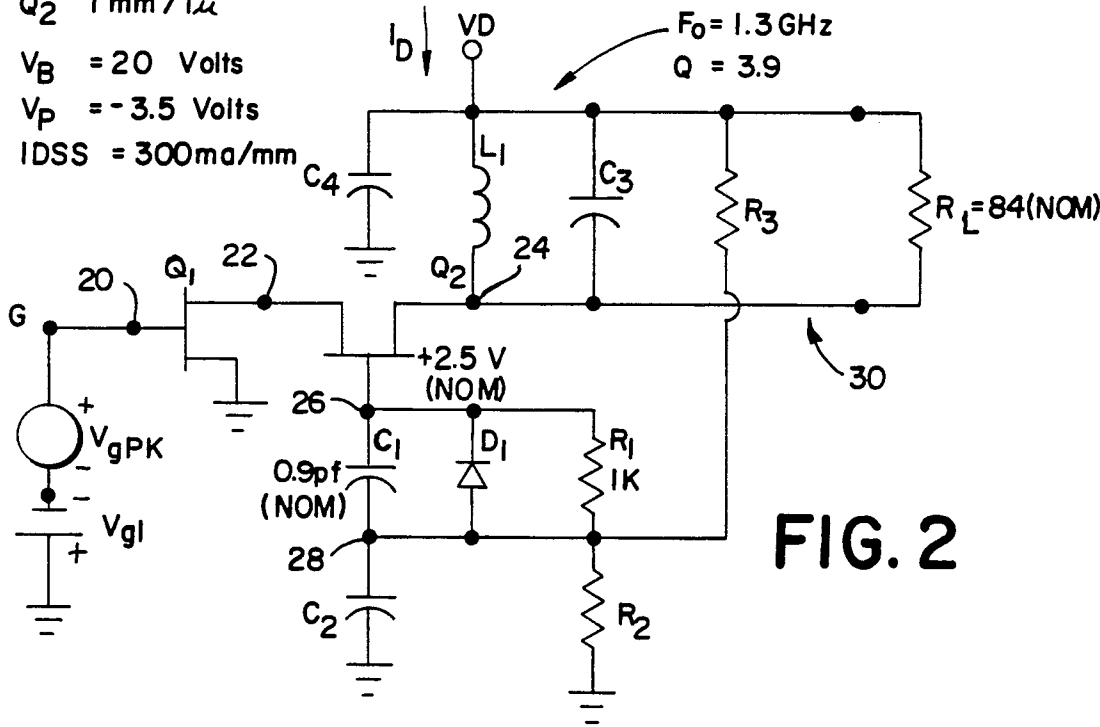 Q2 1mm/1µ
VB = 20 Volts
VP = -3.5 Volts
IDSS = 300ma/mm
ID
VD
F0 = 1.3 GHz
Q = 3.9
C4
L1
C3
R3
RL=84(NOM)
20
Q1
22
Q2
24
G
+2.5 V
(NOM)
30
26
+
VgPK
-
-
Vg1
+
C1
0.9pf
(NOM)
D1
R1
1K
28
C2
R2
FIG. 2